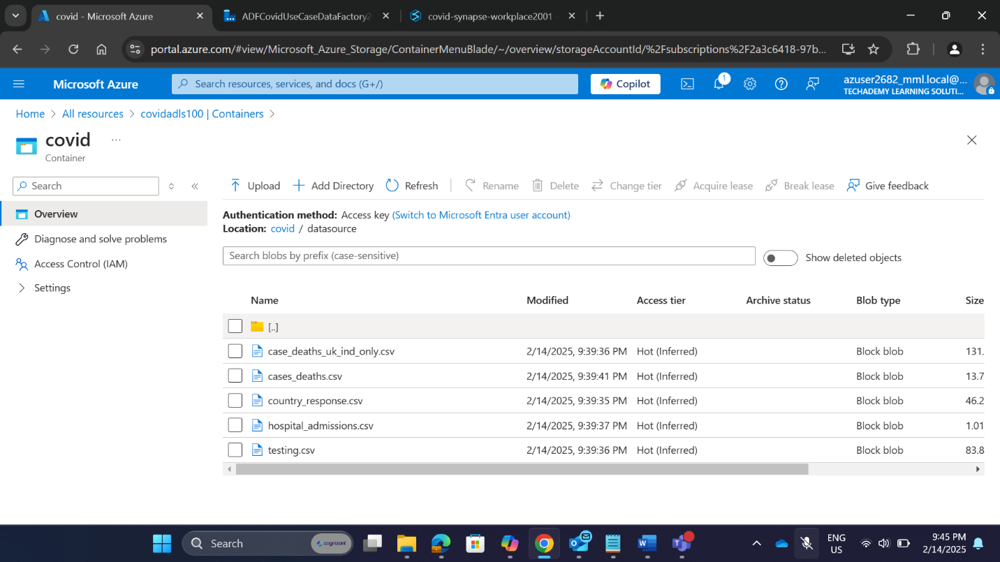 covid - Microsoft Azure
ADFCovidUseCaseDataFactory2
covid-synapse-workplace2001 -
portal.azure.com/#view/Microsoft_Azure_Storage/ContainerMenuBlade/~/overview/storageAccountId/%2Fsubscriptions%2F2a3c6418-97b...
Microsoft Azure
Search resources, services, and docs (G+/)
Copilot
1
azuser2682_mml.local@...
TECHADEMY LEARNING SOLUTI...
Home > All resources > covidadls100 | Containers >
covid ...
Container
Search
Overview
Diagnose and solve problems
Access Control (IAM)
Settings
Upload Add Directory Refresh Rename Delete Change tier Acquire lease Break lease Give feedback
Authentication method: Access key (Switch to Microsoft Entra user account)
Location: covid / datasource
Search blobs by prefix (case-sensitive)
Show deleted objects
Name Modified Access tier Archive status Blob type Size
[..]
case_deaths_uk_ind_only.csv 2/14/2025, 9:39:36 PM Hot (Inferred) Block blob 131.
cases_deaths.csv 2/14/2025, 9:39:41 PM Hot (Inferred) Block blob 13.7
country_response.csv 2/14/2025, 9:39:35 PM Hot (Inferred) Block blob 46.2
hospital_admissions.csv 2/14/2025, 9:39:37 PM Hot (Inferred) Block blob 1.01
testing.csv 2/14/2025, 9:39:36 PM Hot (Inferred) Block blob 83.8
Search
cognizant
ENG
US
9:45 PM
2/14/2025